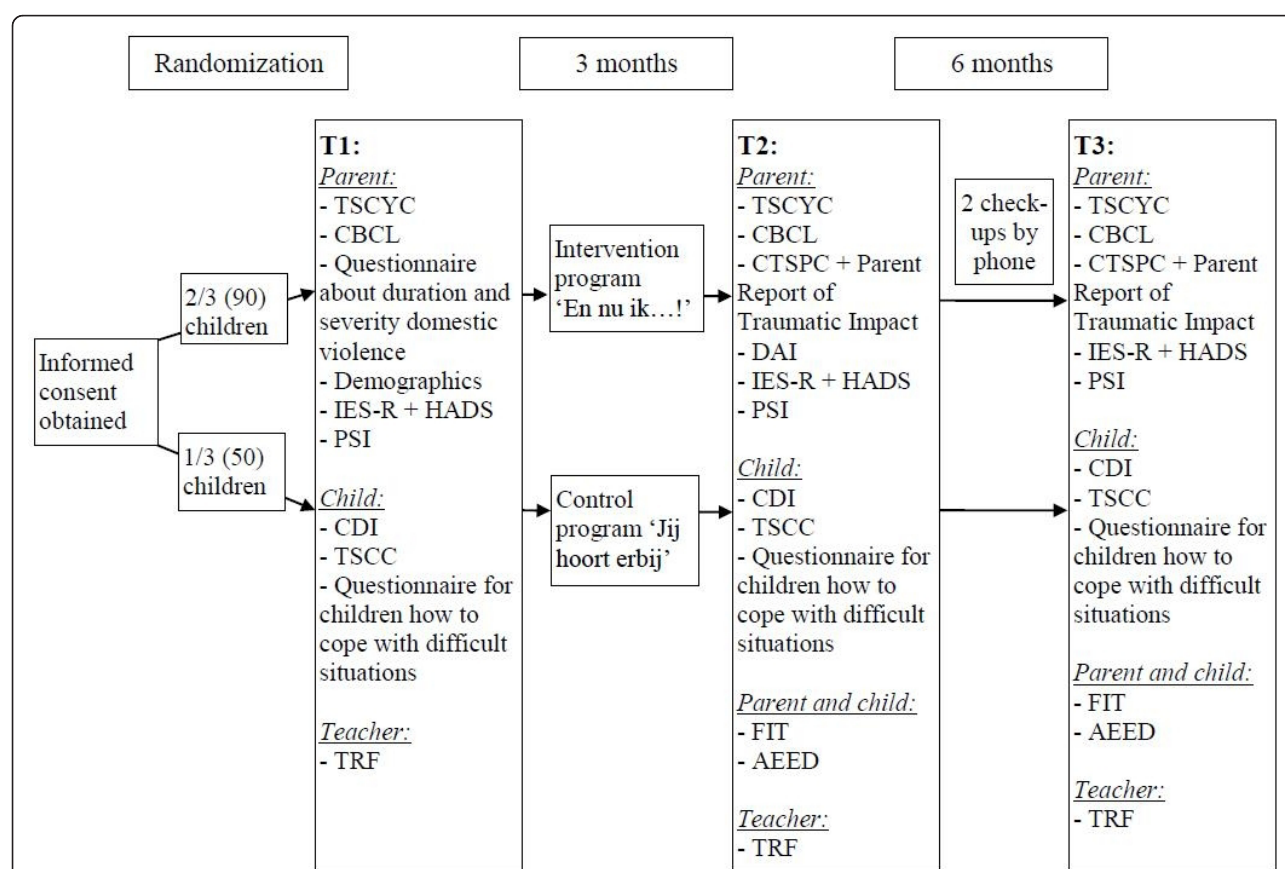 Randomization
3 months
6 months
Informed
consent
obtained
2/3 (90)
children
1/3 (50)
children
T1:
Parent:
- TSCYC
- CBCL
- Questionnaire
about duration and
severity domestic
violence
- Demographics
- IES-R + HADS
- PSI
Child:
- CDI
- TSCC
- Questionnaire for
children how to
cope with difficult
situations
Teacher:
- TRF
Intervention
program
‘En nu ik…!’
Control
program ‘Jij
hoort erbij’
T2:
Parent:
- TSCYC
- CBCL
- CTSPC + Parent
Report of
Traumatic Impact
- DAI
- IES-R + HADS
- PSI
Child:
- CDI
- TSCC
- Questionnaire for
children how to
cope with difficult
situations
Parent and child:
- FIT
- AEED
Teacher:
- TRF
2 check-
ups by
phone
T3:
Parent:
- TSCYC
- CBCL
- CTSPC + Parent
Report of
Traumatic Impact
- IES-R + HADS
- PSI
Child:
- CDI
- TSCC
- Questionnaire for
children how to
cope with difficult
situations
Parent and child:
- FIT
- AEED
Teacher:
- TRF